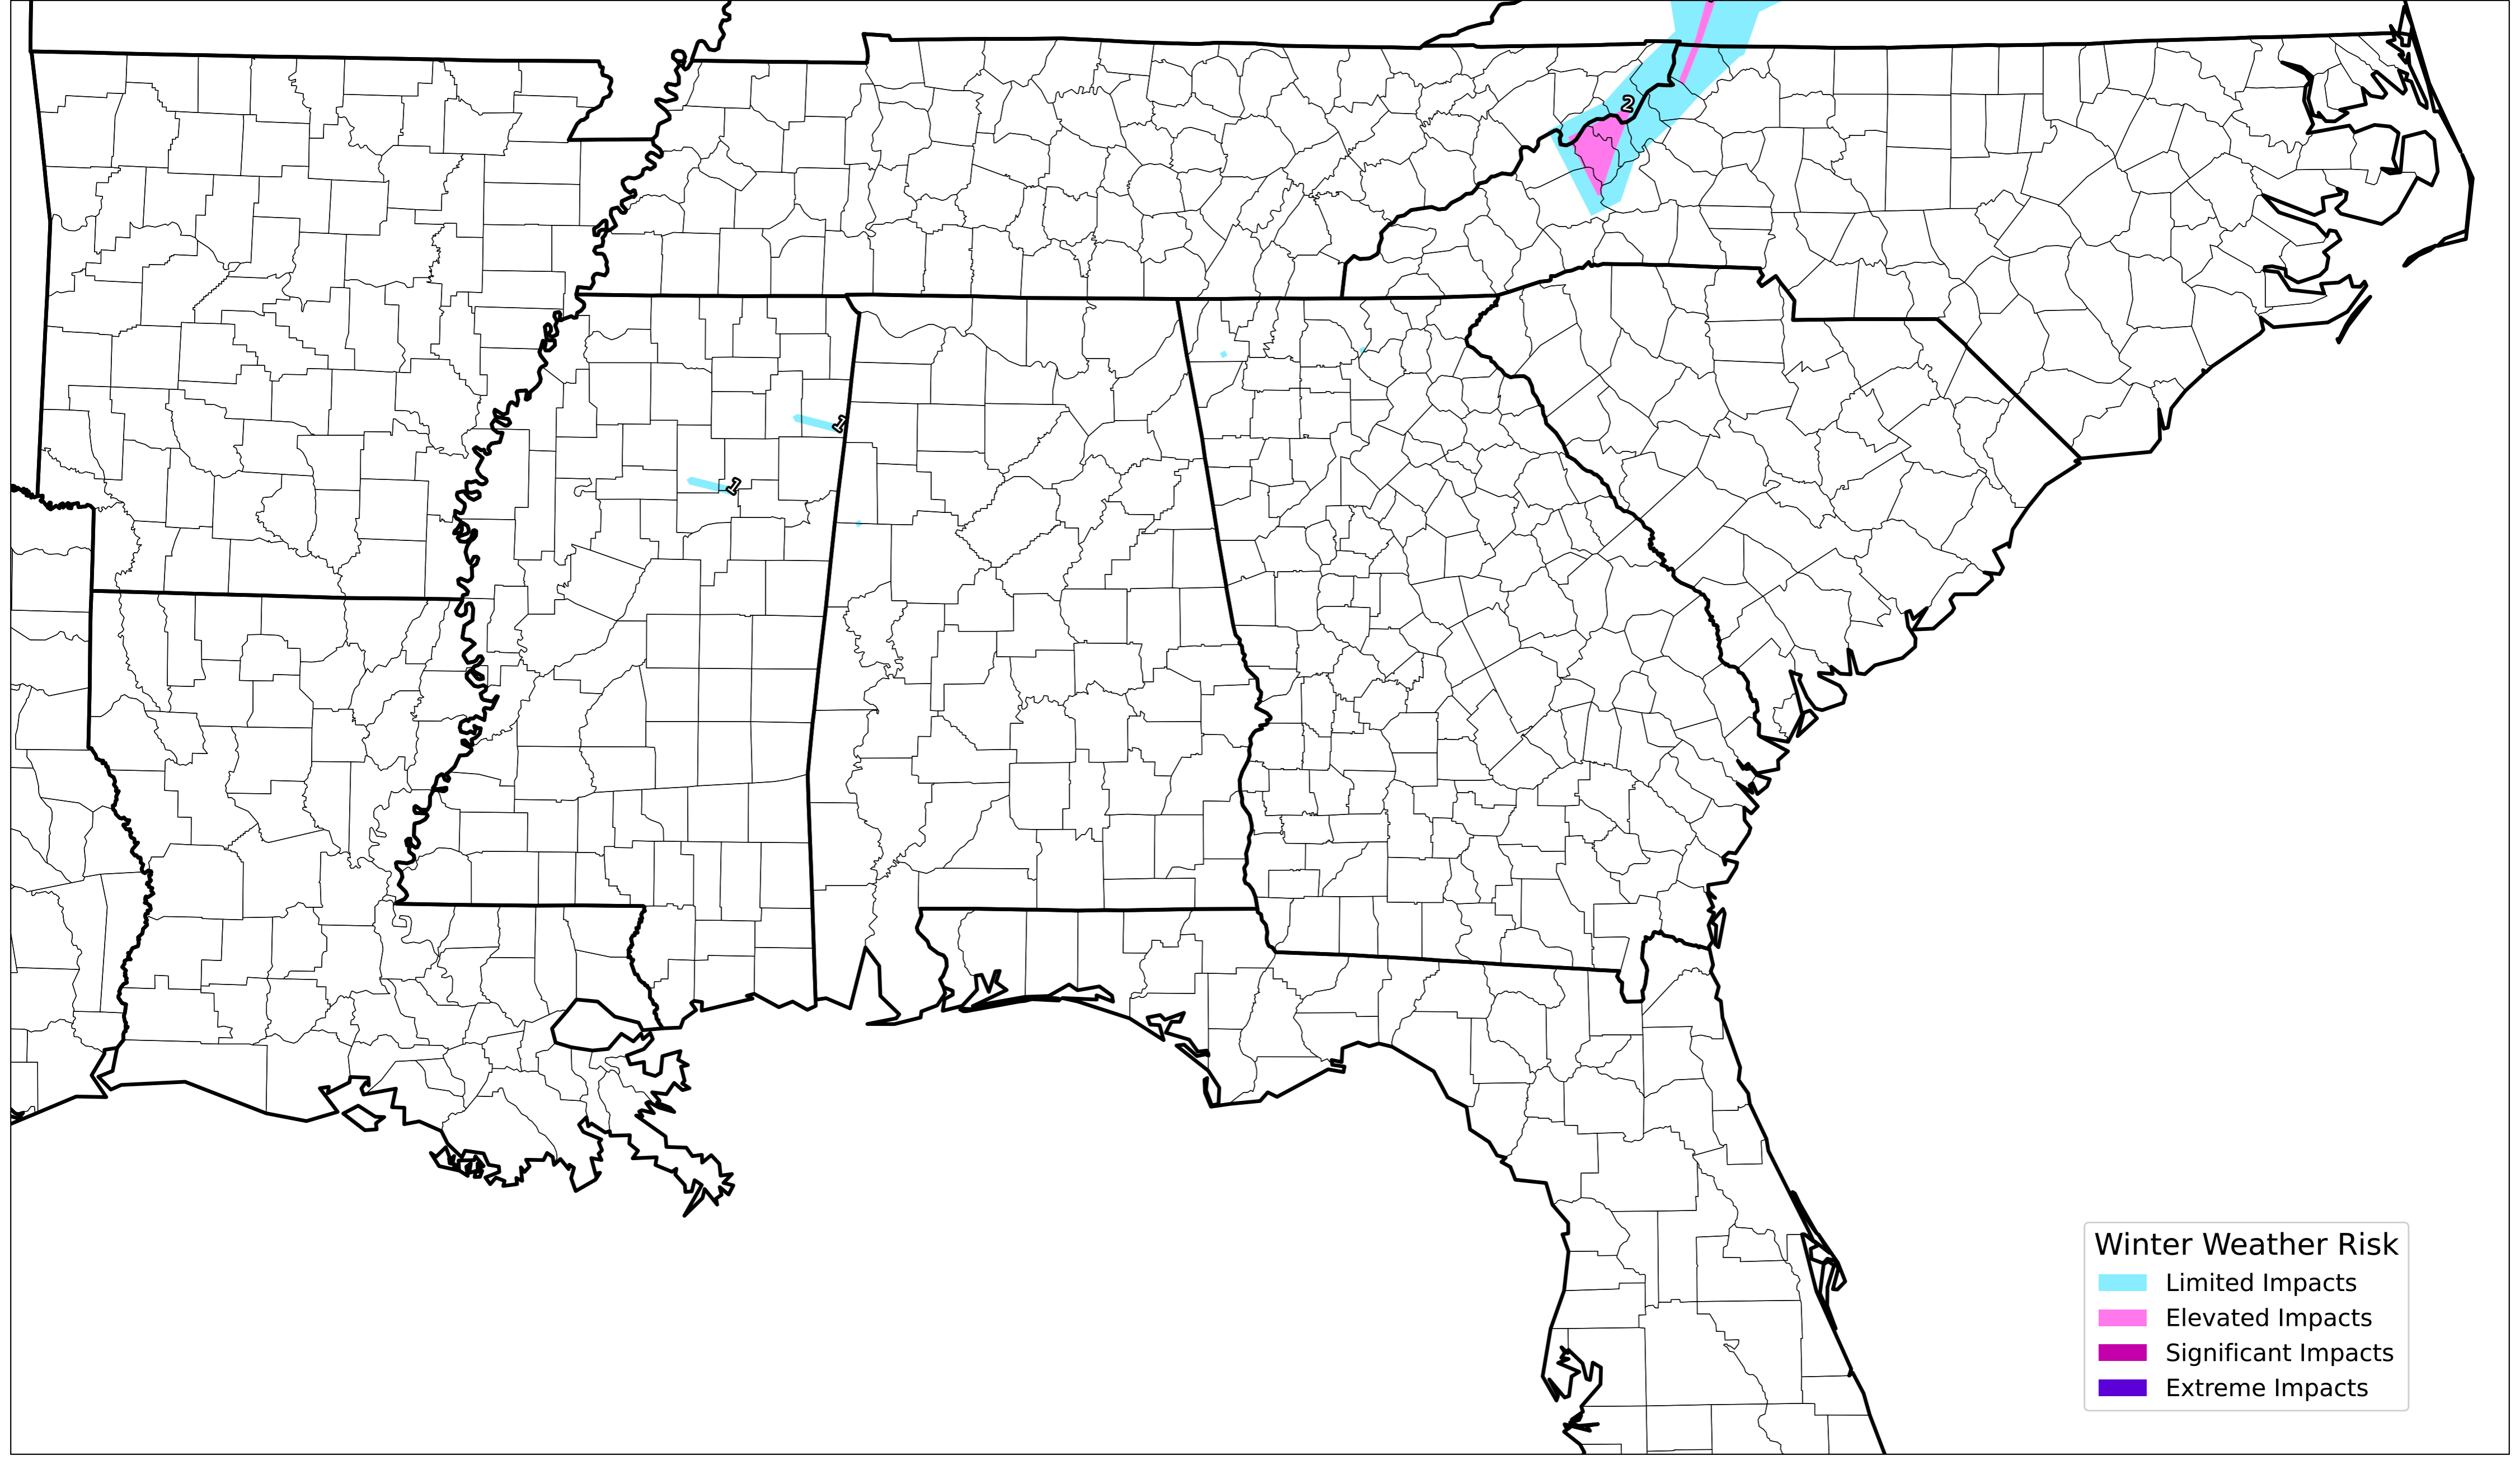 2
1
1
Winter Weather Risk
Limited Impacts
Elevated Impacts
Significant Impacts
Extreme Impacts